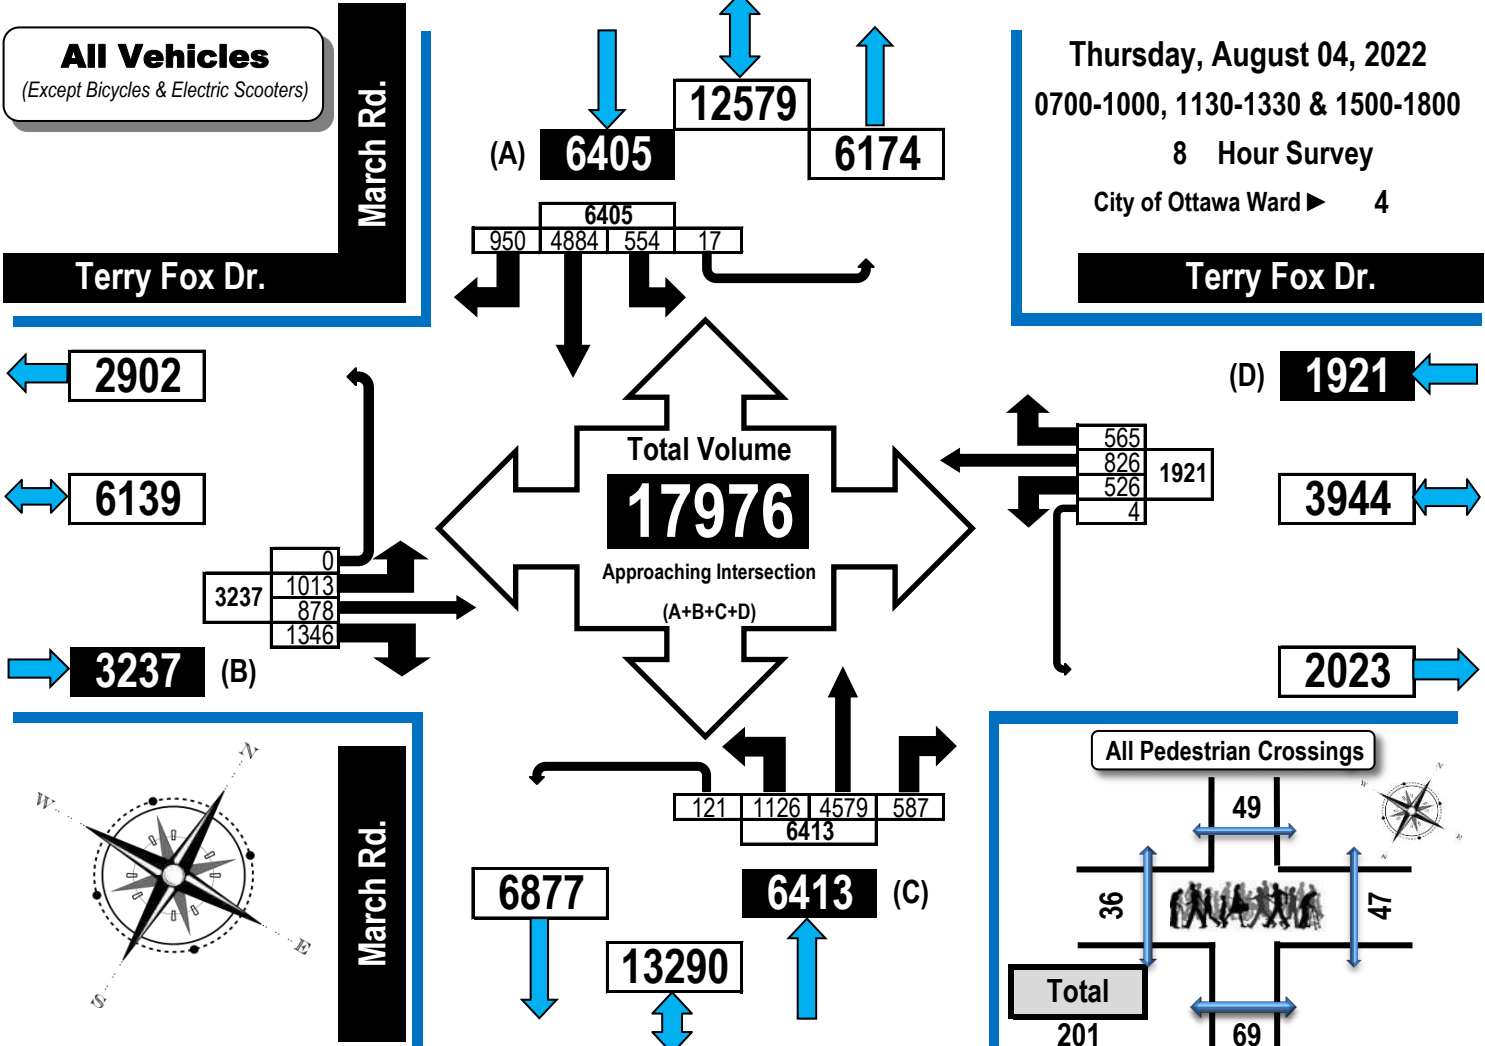 All Vehicles
(Except Bicycles & Electric Scooters)
March Rd.
Terry Fox Dr.
12579
(A) 6405
6174
6405
950 4884 554 17
Thursday, August 04, 2022
0700-1000, 1130-1330 & 1500-1800
8 Hour Survey
City of Ottawa Ward ► 4
Terry Fox Dr.
2902
6139
0
1013
878
1346
3237
3237 (B)
Total Volume
17976
Approaching Intersection
(A+B+C+D)
(D) 1921
565
826
526
4
1921
3944
2023
N
W
E
S
March Rd.
121 1126 4579 587
6413
6877
6413 (C)
13290
All Pedestrian Crossings
49
36
47
Total
201
69
N
W
E
S